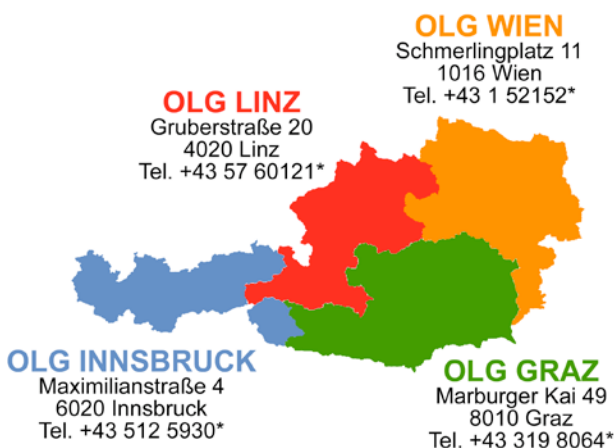 OLG WIEN
Schmerlingplatz 11
1016 Wien
Tel. +43 1 52152*
OLG LINZ
Gruberstraße 20
4020 Linz
Tel. +43 57 60121*
OLG INNSBRUCK
Maximilianstraße 4
6020 Innsbruck
Tel. +43 512 5930*
OLG GRAZ
Marburger Kai 49
8010 Graz
Tel. +43 319 8064*